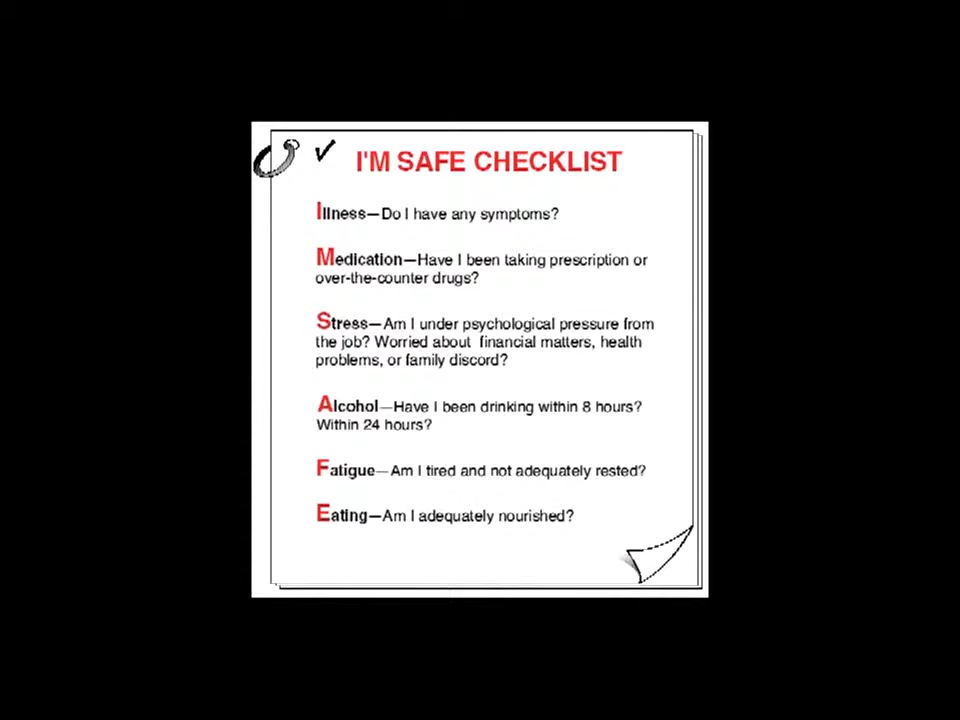 I'M SAFE CHECKLIST
Illness—Do I have any symptoms?
Medication—Have I been taking prescription or
over-the-counter drugs?
Stress—Am I under psychological pressure from
the job? Worried about financial matters, health
problems, or family discord?
Alcohol—Have I been drinking within 8 hours?
Within 24 hours?
Fatigue—Am I tired and not adequately rested?
Eating—Am I adequately nourished?